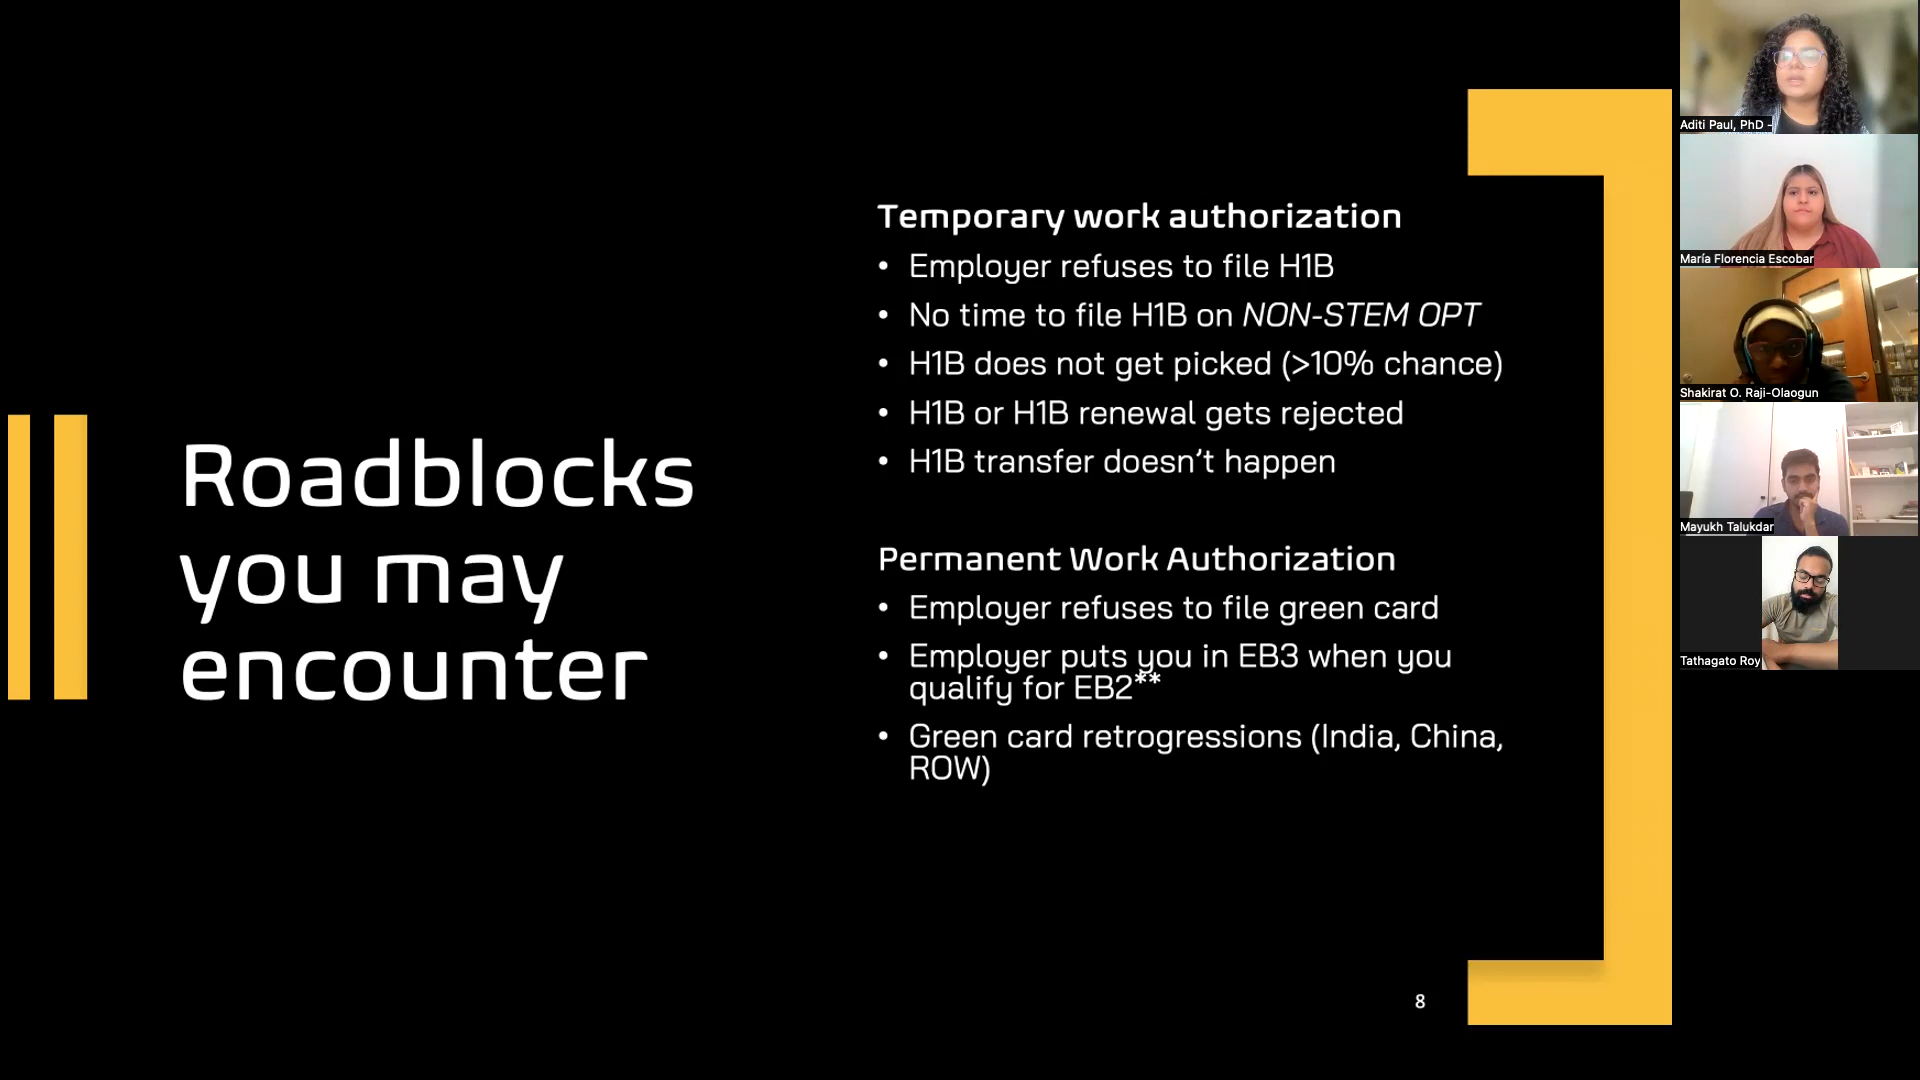 Roadblocks
you may
encounter
Temporary work authorization
• Employer refuses to file H1B
• No time to file H1B on NON-STEM OPT
• H1B does not get picked (>10% chance)
• H1B or H1B renewal gets rejected
• H1B transfer doesn’t happen
Permanent Work Authorization
• Employer refuses to file green card
• Employer puts you in EB3 when you
qualify for EB2**
• Green card retrogressions (India, China,
ROW)
8
Aditi Paul, PhD -
María Florencia Escobar
Shakirat O. Raji-Olaogun
Mayukh Talukdar
Tathagato Roy